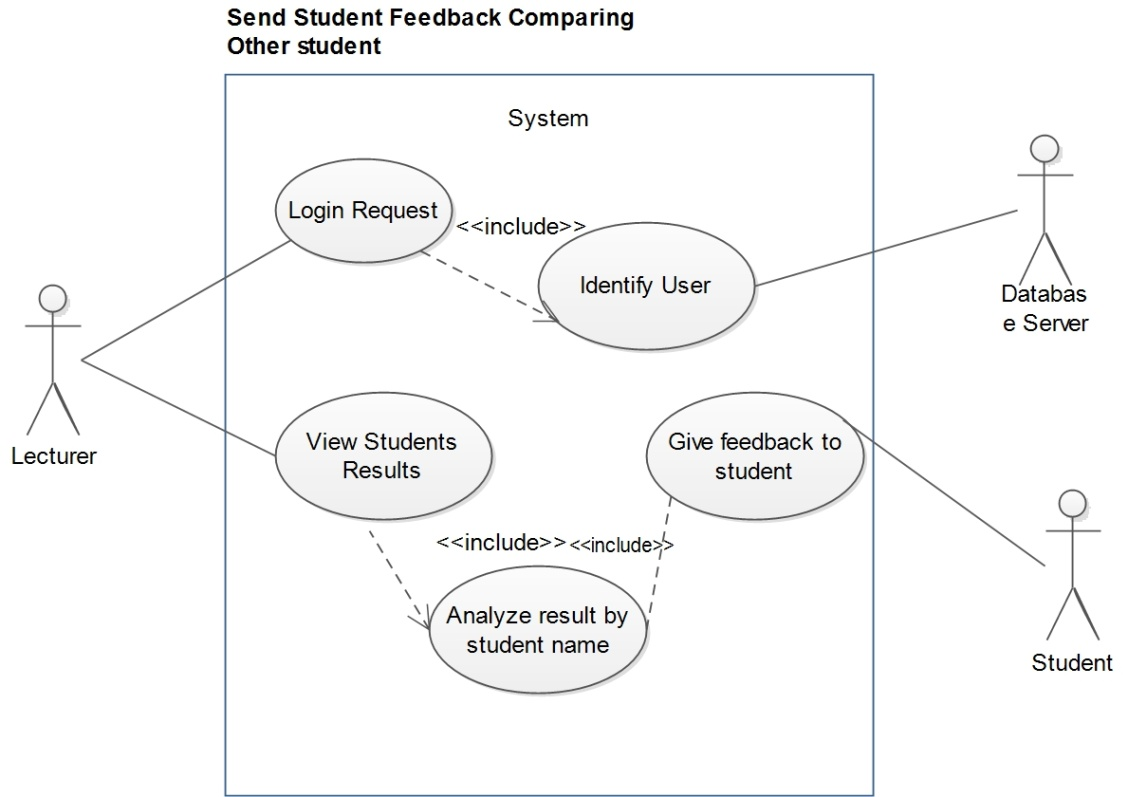 Send Student Feedback Comparing
Other student
System
Login Request
<<include>>
Identify User
Databas
e Server
Lecturer
View Students
Results
Give feedback to
student
<<include>>
<<include>>
Analyze result by
student name
Student